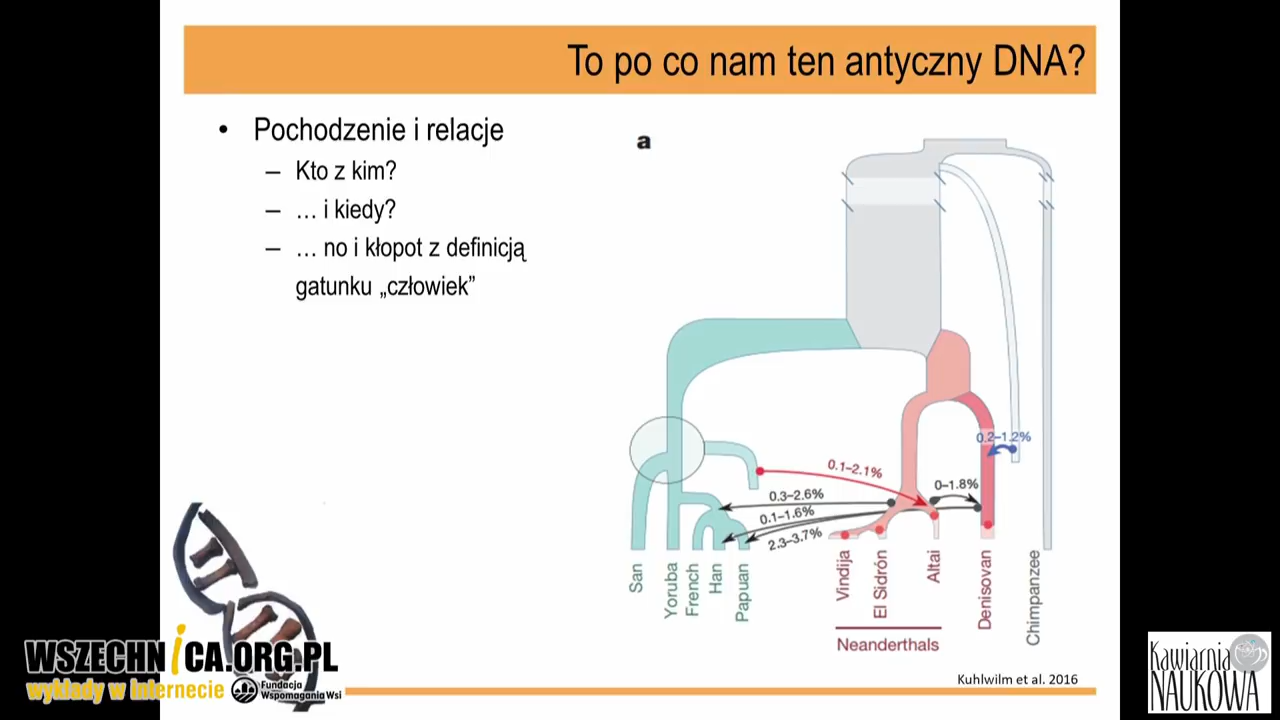 To po co nam ten antyczny DNA?
• Pochodzenie i relacje
– Kto z kim?
– … i kiedy?
– … no i kłopot z definicją
gatunku „człowiek”
a
0.2–1.2%
0.1–2.1%
0–1.8%
0.3–2.6%
0.1–1.6%
2.3–3.7%
San
Yoruba
French
Han
Papuan
Vindija
El Sidrón
Altai
Denisovan
Chimpanzee
Neanderthals
Kuhlwilm et al. 2016
WSZECHNICA.ORG.PL
wykłady w Internecie
Fundacja
Wspomagania Wsi
Kawiarnia
NAUKOWA